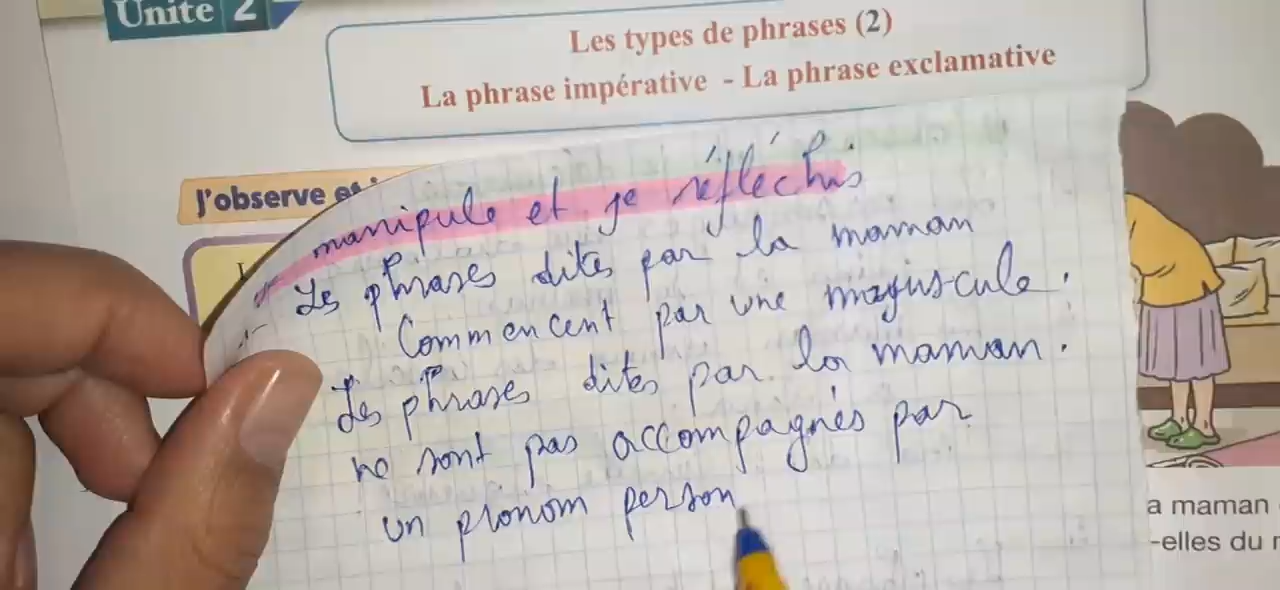 Unité 2
Les types de phrases (2)
La phrase impérative - La phrase exclamative
J'observe et
manipule et je réfléchis
Les phrases dites par la maman
Commencent par une majuscule.
Les phrases dites par la maman.
ne sont pas accompagnés par
un pronom person
a maman
-elles du